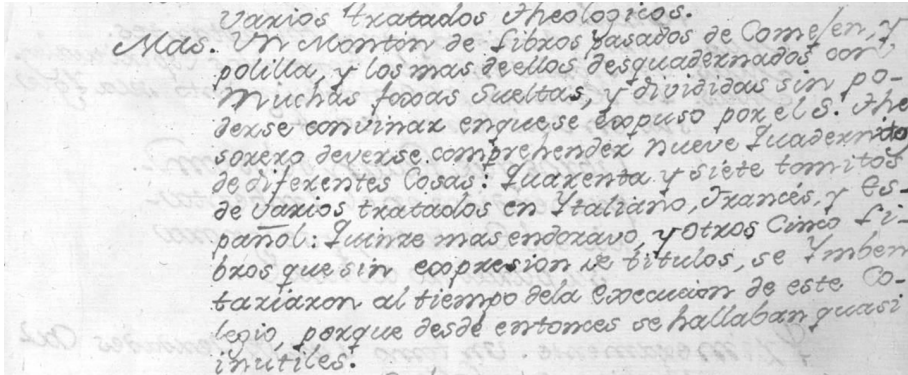 Varios tratados theologicos.
Mas. Un Monton de Libros pasados de Comejen, y
polilla, y los mas de ellos desquadernados con
Muchas foxas Sueltas, y divididas sin po-
derse convinar enque, se expuso por el S. The
sorero deverse comprehender nueve quadernitos
de diferentes Cosas: Quarenta y siete tomitos
de varios tratados en Ytaliano, Francés, y Es-
pañol: Quinze mas en doravo, y otros Cinco Li-
bros que sin expresion de titulos, se Ymben
tariaron al tiempo dela Execucion de este Co-
legio, porque desde entonces se hallaban quasi
inutiles.